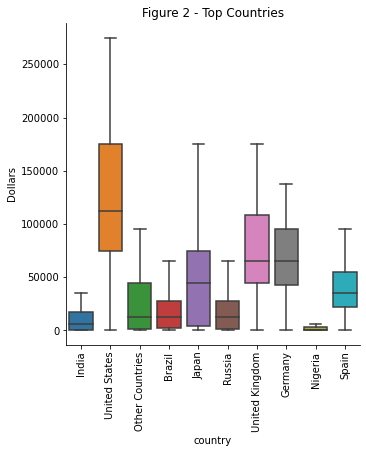 Figure 2 - Top Countries
250000
200000
150000
100000
50000
0
Dollars
India
United States
Other Countries
Brazil
Japan
Russia
United Kingdom
Germany
Nigeria
Spain
country